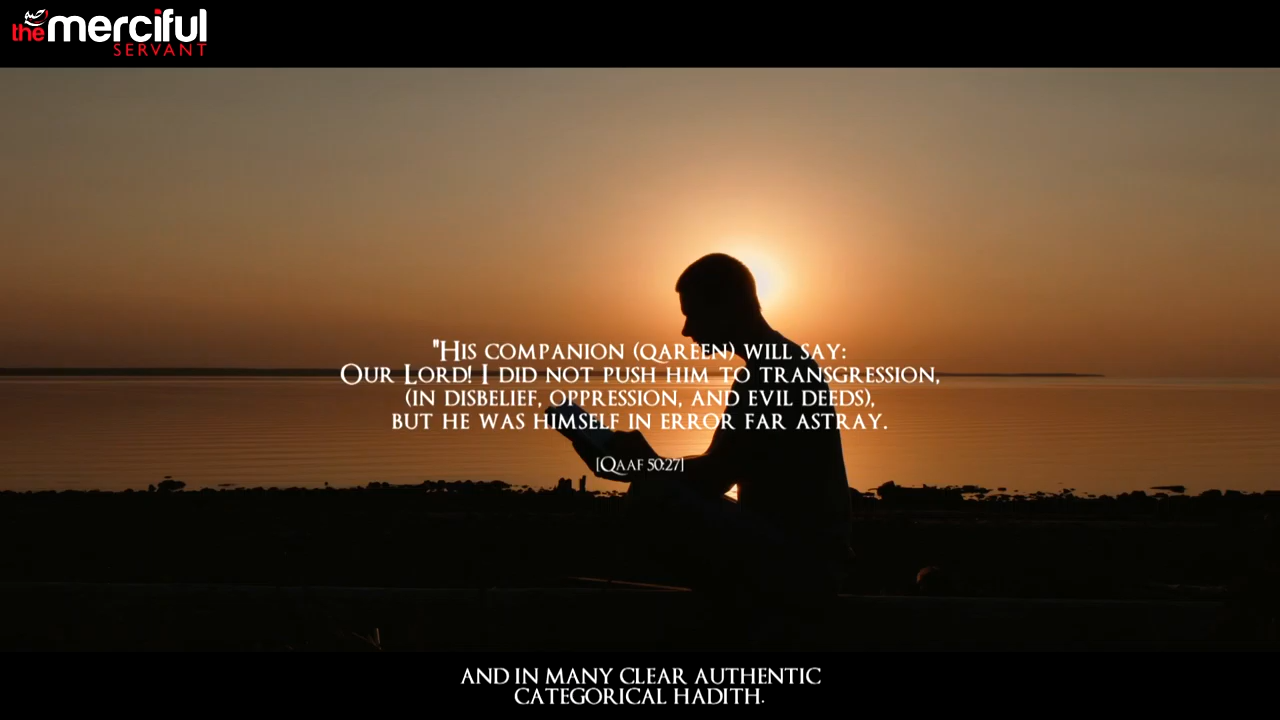 the merciful
SERVANT
"HIS COMPANION (QAREEN) WILL SAY:
OUR LORD! I DID NOT PUSH HIM TO TRANSGRESSION,
(IN DISBELIEF, OPPRESSION, AND EVIL DEEDS),
BUT HE WAS HIMSELF IN ERROR FAR ASTRAY.
[QAAF 50:27]
AND IN MANY CLEAR AUTHENTIC
CATEGORICAL HADITH.